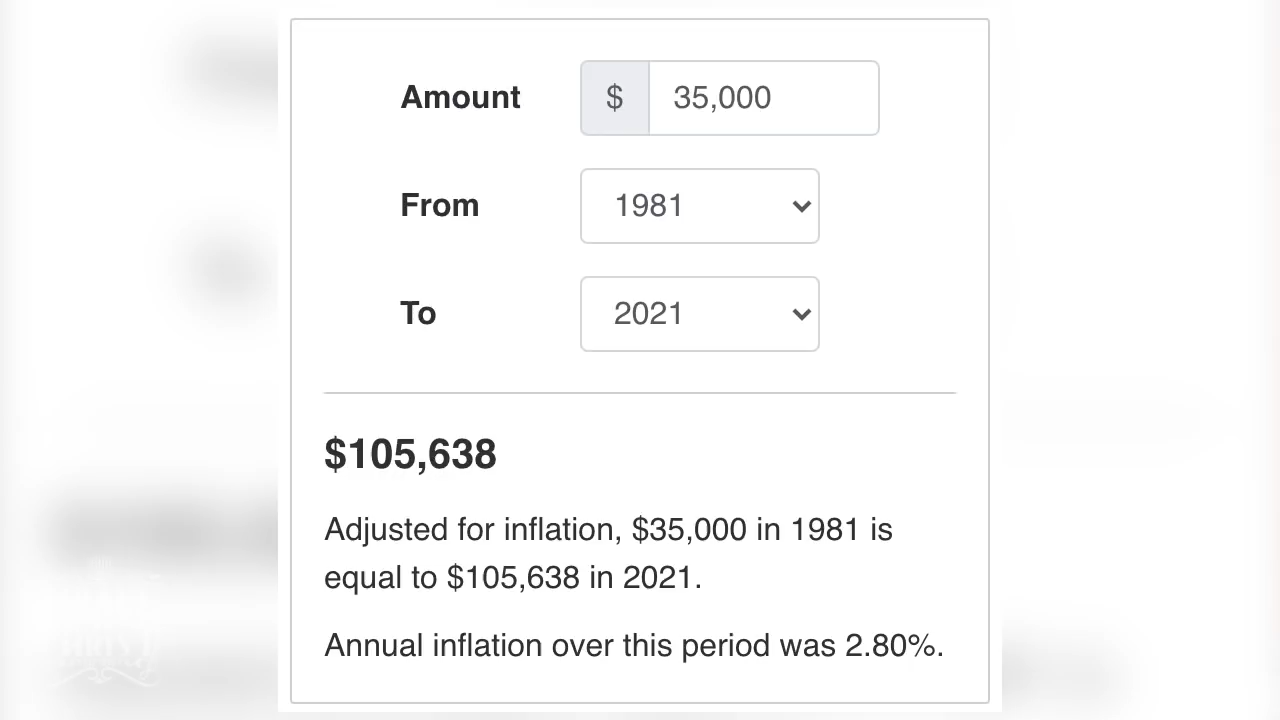 Amount $ 35,000
From 1981
To 2021
$105,638
Adjusted for inflation, $35,000 in 1981 is
equal to $105,638 in 2021.
Annual inflation over this period was 2.80%.